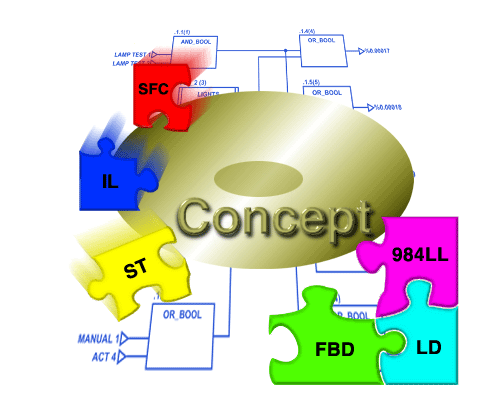 .1.1(1)
AND_BOOL
.1.4(4)
OR_BOOL
LAMP TEST 1
%0.00017
LAMP TEST
SFC
.2 (3)
LIGHTS
.1.5(5)
OR_BOOL
%0.00018
IL
Concept
984LL
ST
OR_BOOL
OR_BOOL
MANUAL 1
ACT 4
FBD
LD